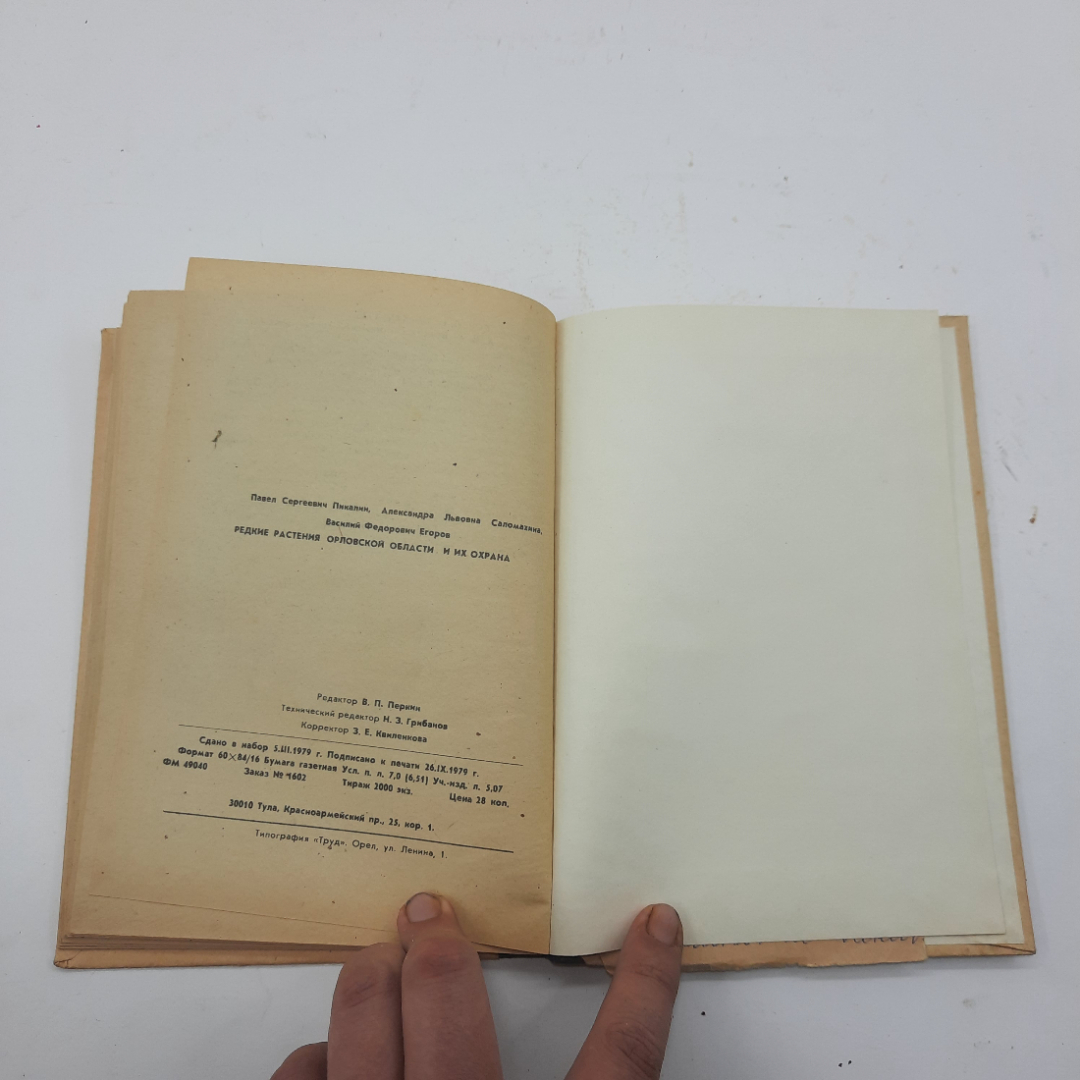 Павел Сергеевич Пикалин, Александра Львовна Саломазина,
Василий Федорович Егоров
РЕДКИЕ РАСТЕНИЯ ОРЛОВСКОЙ ОБЛАСТИ И ИХ ОХРАНА
Редактор В. П. Перкин
Технический редактор Н. З. Грибанов
Корректор З. Е. Квиленкова
Сдано в набор 5.III.1979 г. Подписано к печати 26.IX.1979 г.
Формат 60×84/16 Бумага газетная Усл. п. л. 7,0 (6,51) Уч.-изд. л. 5,07
ФМ 49040 Заказ № 1602 Тираж 2000 экз. Цена 28 коп.
30010 Тула, Красноармейский пр., 25, кор. 1.
Типография «Труд». Орел, ул. Ленина, 1.